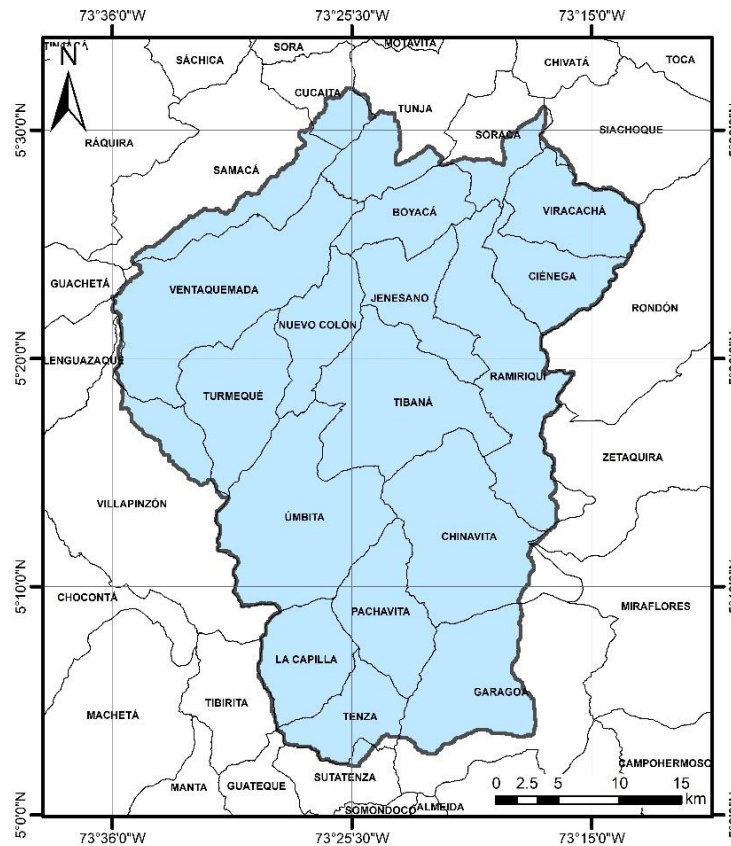 73°36'0"W 73°25'30"W 73°15'0"W
SORA
MOTAVITA
SÁCHICA
CHIVATÁ
TOCA
N
CUCAITA
TUNJA
5°30'0"N
SORACÁ
SIACHOQUE
RÁQUIRA
SAMACÁ
BOYACÁ
VIRACACHÁ
GUACHETÁ
VENTAQUEMADA
JENESANO
CIÉNEGA
RONDÓN
NUEVO COLÓN
5°20'0"N
LENGUAZAQUE
RAMIRIQUÍ
TURMEQUÉ
TIBANÁ
ZETAQUIRA
VILLAPINZÓN
ÚMBITA
CHINAVITA
5°10'0"N
CHOCONTÁ
MIRAFLORES
PACHAVITA
LA CAPILLA
TIBIRITA
GARAGOA
MACHETÁ
TENZA
CAMPOHERMOSO
SUTATENZA
MANTA
GUATEQUE
0 2.5 5 10 15
km
SOMONDOCO
ALMEIDA
5°0'0"N
73°36'0"W 73°25'30"W 73°15'0"W